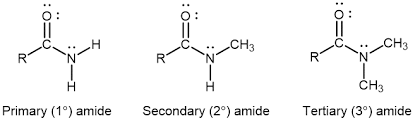 O
C
R
N
H
H
O
C
R
N
CH₃
H
O
C
R
N
CH₃
CH₃
Primary (1°) amide
Secondary (2°) amide
Tertiary (3°) amide